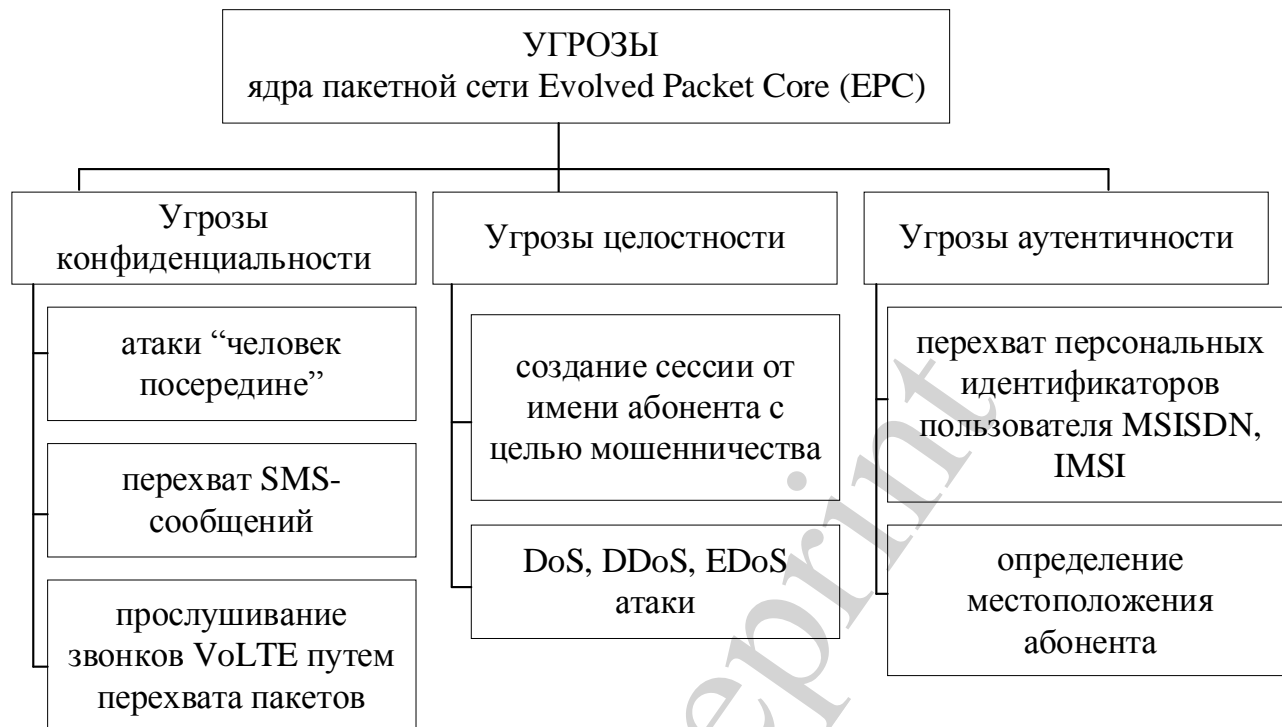 УГРОЗЫ
ядра пакетной сети Evolved Packet Core (EPC)
Угрозы
конфиденциальности
атаки “человек
посередине”
перехват SMS-
сообщений
прослушивание
звонков VoLTE путем
перехвата пакетов
Угрозы целостности
создание сессии от
имени абонента с
целью мошенничества
DoS, DDoS, EDoS
атаки
Угрозы аутентичности
перехват персональных
идентификаторов
пользователя MSISDN,
IMSI
определение
местоположения
абонента
eprint